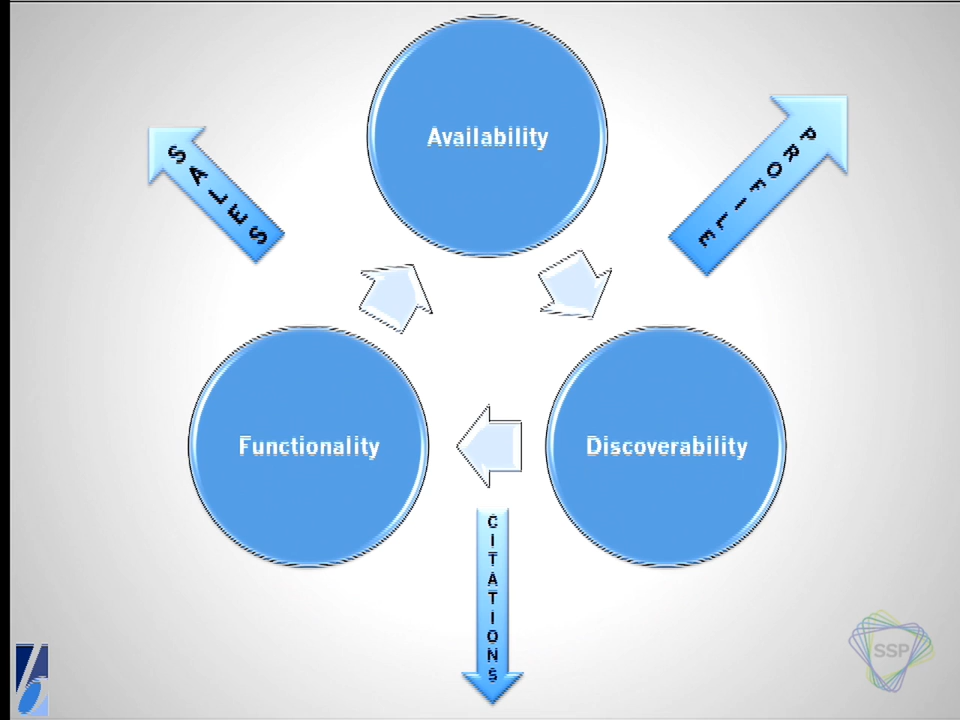 Availability
SALES
PROFILE
Functionality
Discoverability
CITATIONS
SSP